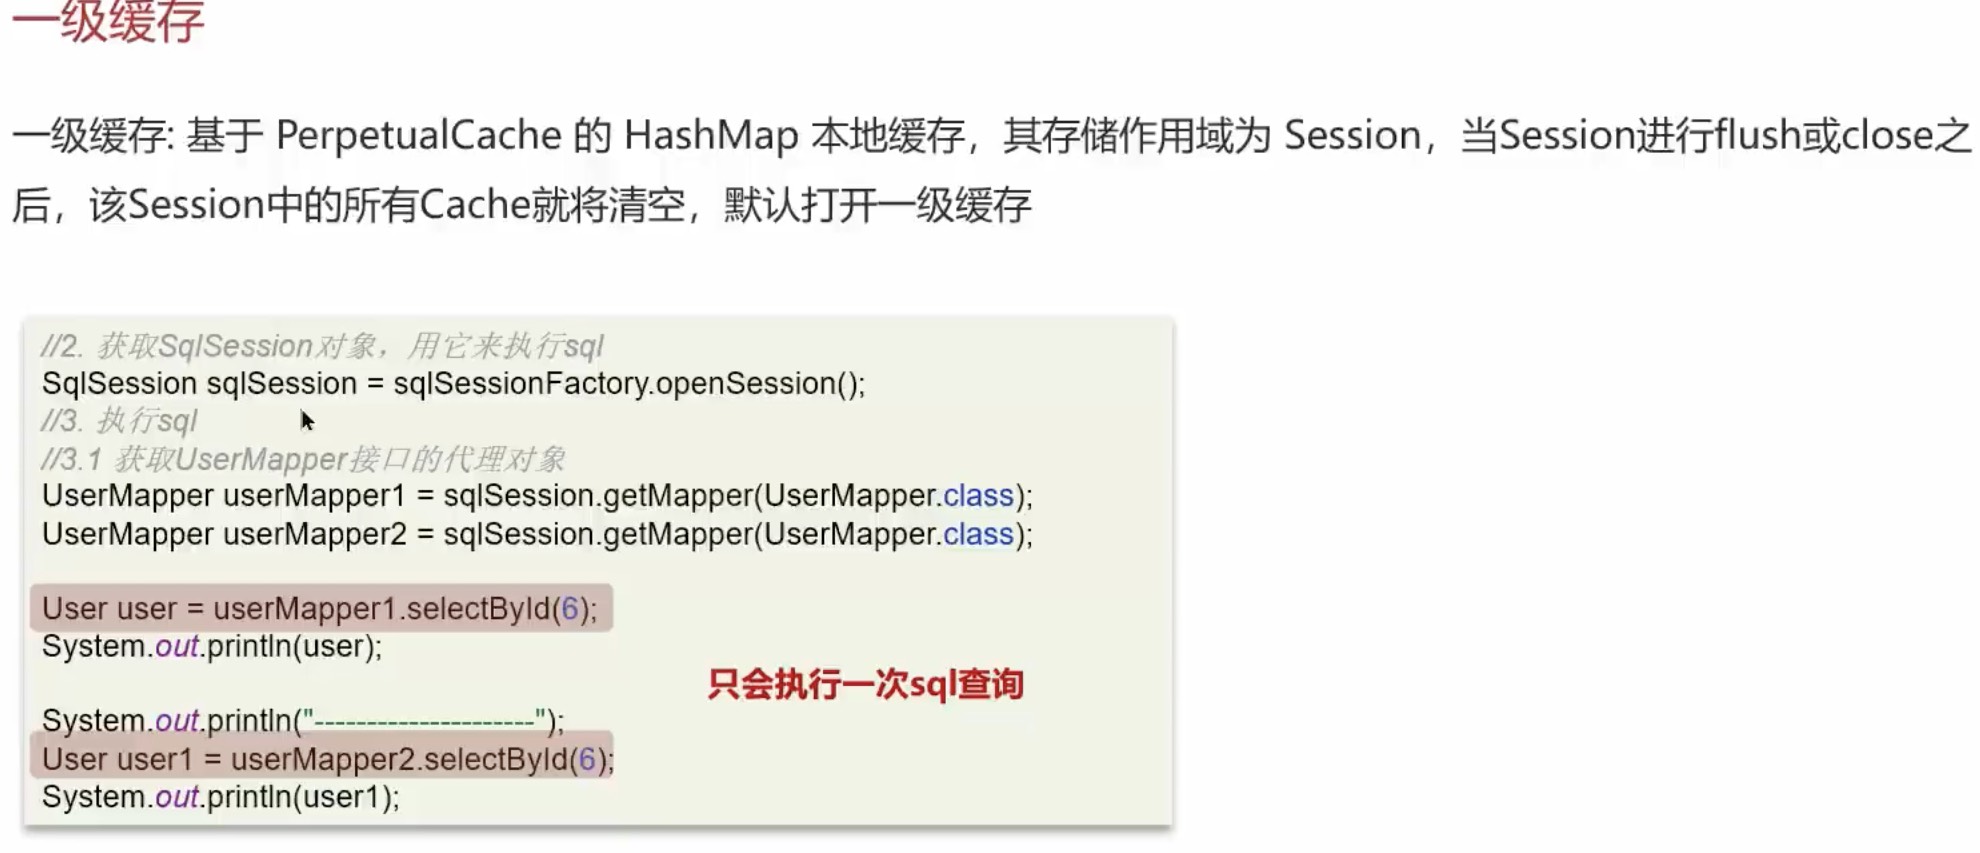 一级缓存
一级缓存: 基于 PerpetualCache 的 HashMap 本地缓存，其存储作用域为 Session，当Session进行flush或close之
后，该Session中的所有Cache就将清空，默认打开一级缓存
//2. 获取SqlSession对象，用它来执行sql
SqlSession sqlSession = sqlSessionFactory.openSession();
//3. 执行sql
//3.1 获取UserMapper接口的代理对象
UserMapper userMapper1 = sqlSession.getMapper(UserMapper.class);
UserMapper userMapper2 = sqlSession.getMapper(UserMapper.class);
User user = userMapper1.selectById(6);
System.out.println(user);
只会执行一次sql查询
System.out.println("---------------------");
User user1 = userMapper2.selectById(6);
System.out.println(user1);